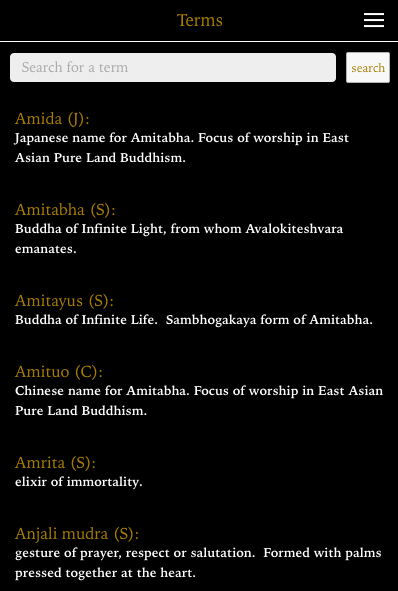 Terms
Search for a term
search
Amida (J):
Japanese name for Amitabha. Focus of worship in East
Asian Pure Land Buddhism.
Amitabha (S):
Buddha of Infinite Light, from whom Avalokiteshvara
emanates.
Amitayus (S):
Buddha of Infinite Life.  Sambhogakaya form of Amitabha.
Amituo (C):
Chinese name for Amitabha. Focus of worship in East Asian
Pure Land Buddhism.
Amrita (S):
elixir of immortality.
Anjali mudra (S):
gesture of prayer, respect or salutation.  Formed with palms
pressed together at the heart.